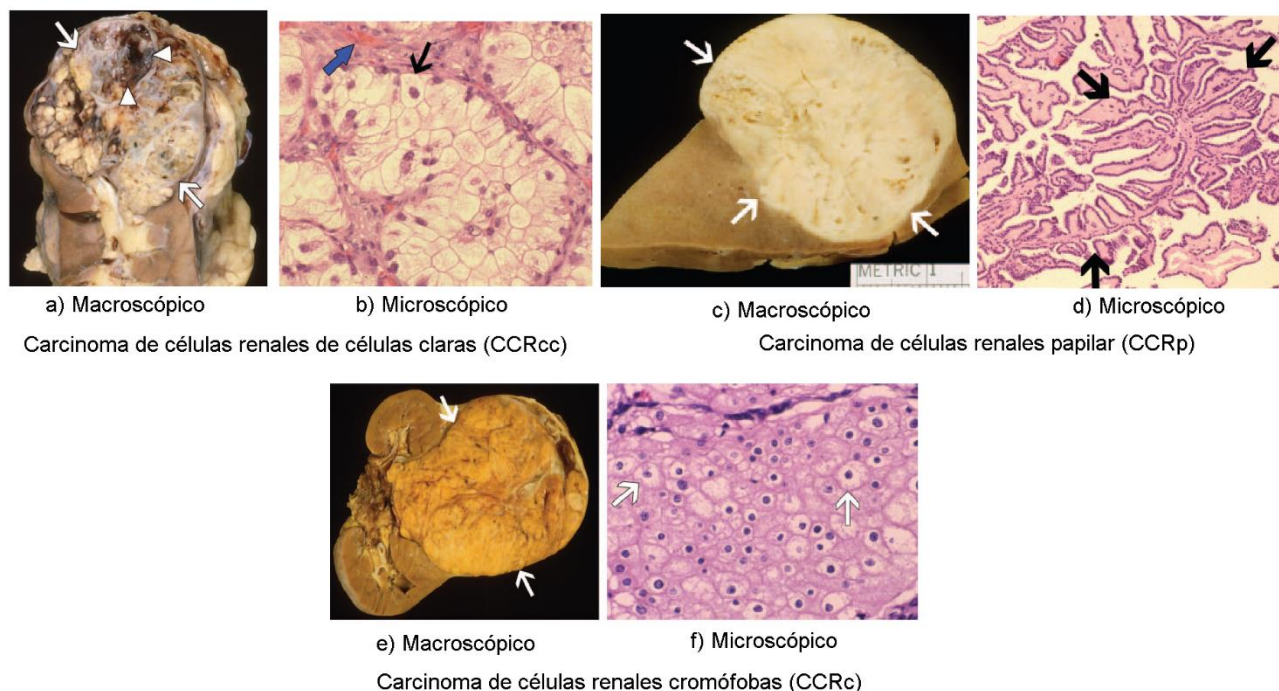 a) Macroscópico
b) Microscópico
Carcinoma de células renales de células claras (CCRcc)
METRIC 1
c) Macroscópico
d) Microscópico
Carcinoma de células renales papilar (CCRp)
e) Macroscópico
f) Microscópico
Carcinoma de células renales cromófobas (CCRc)